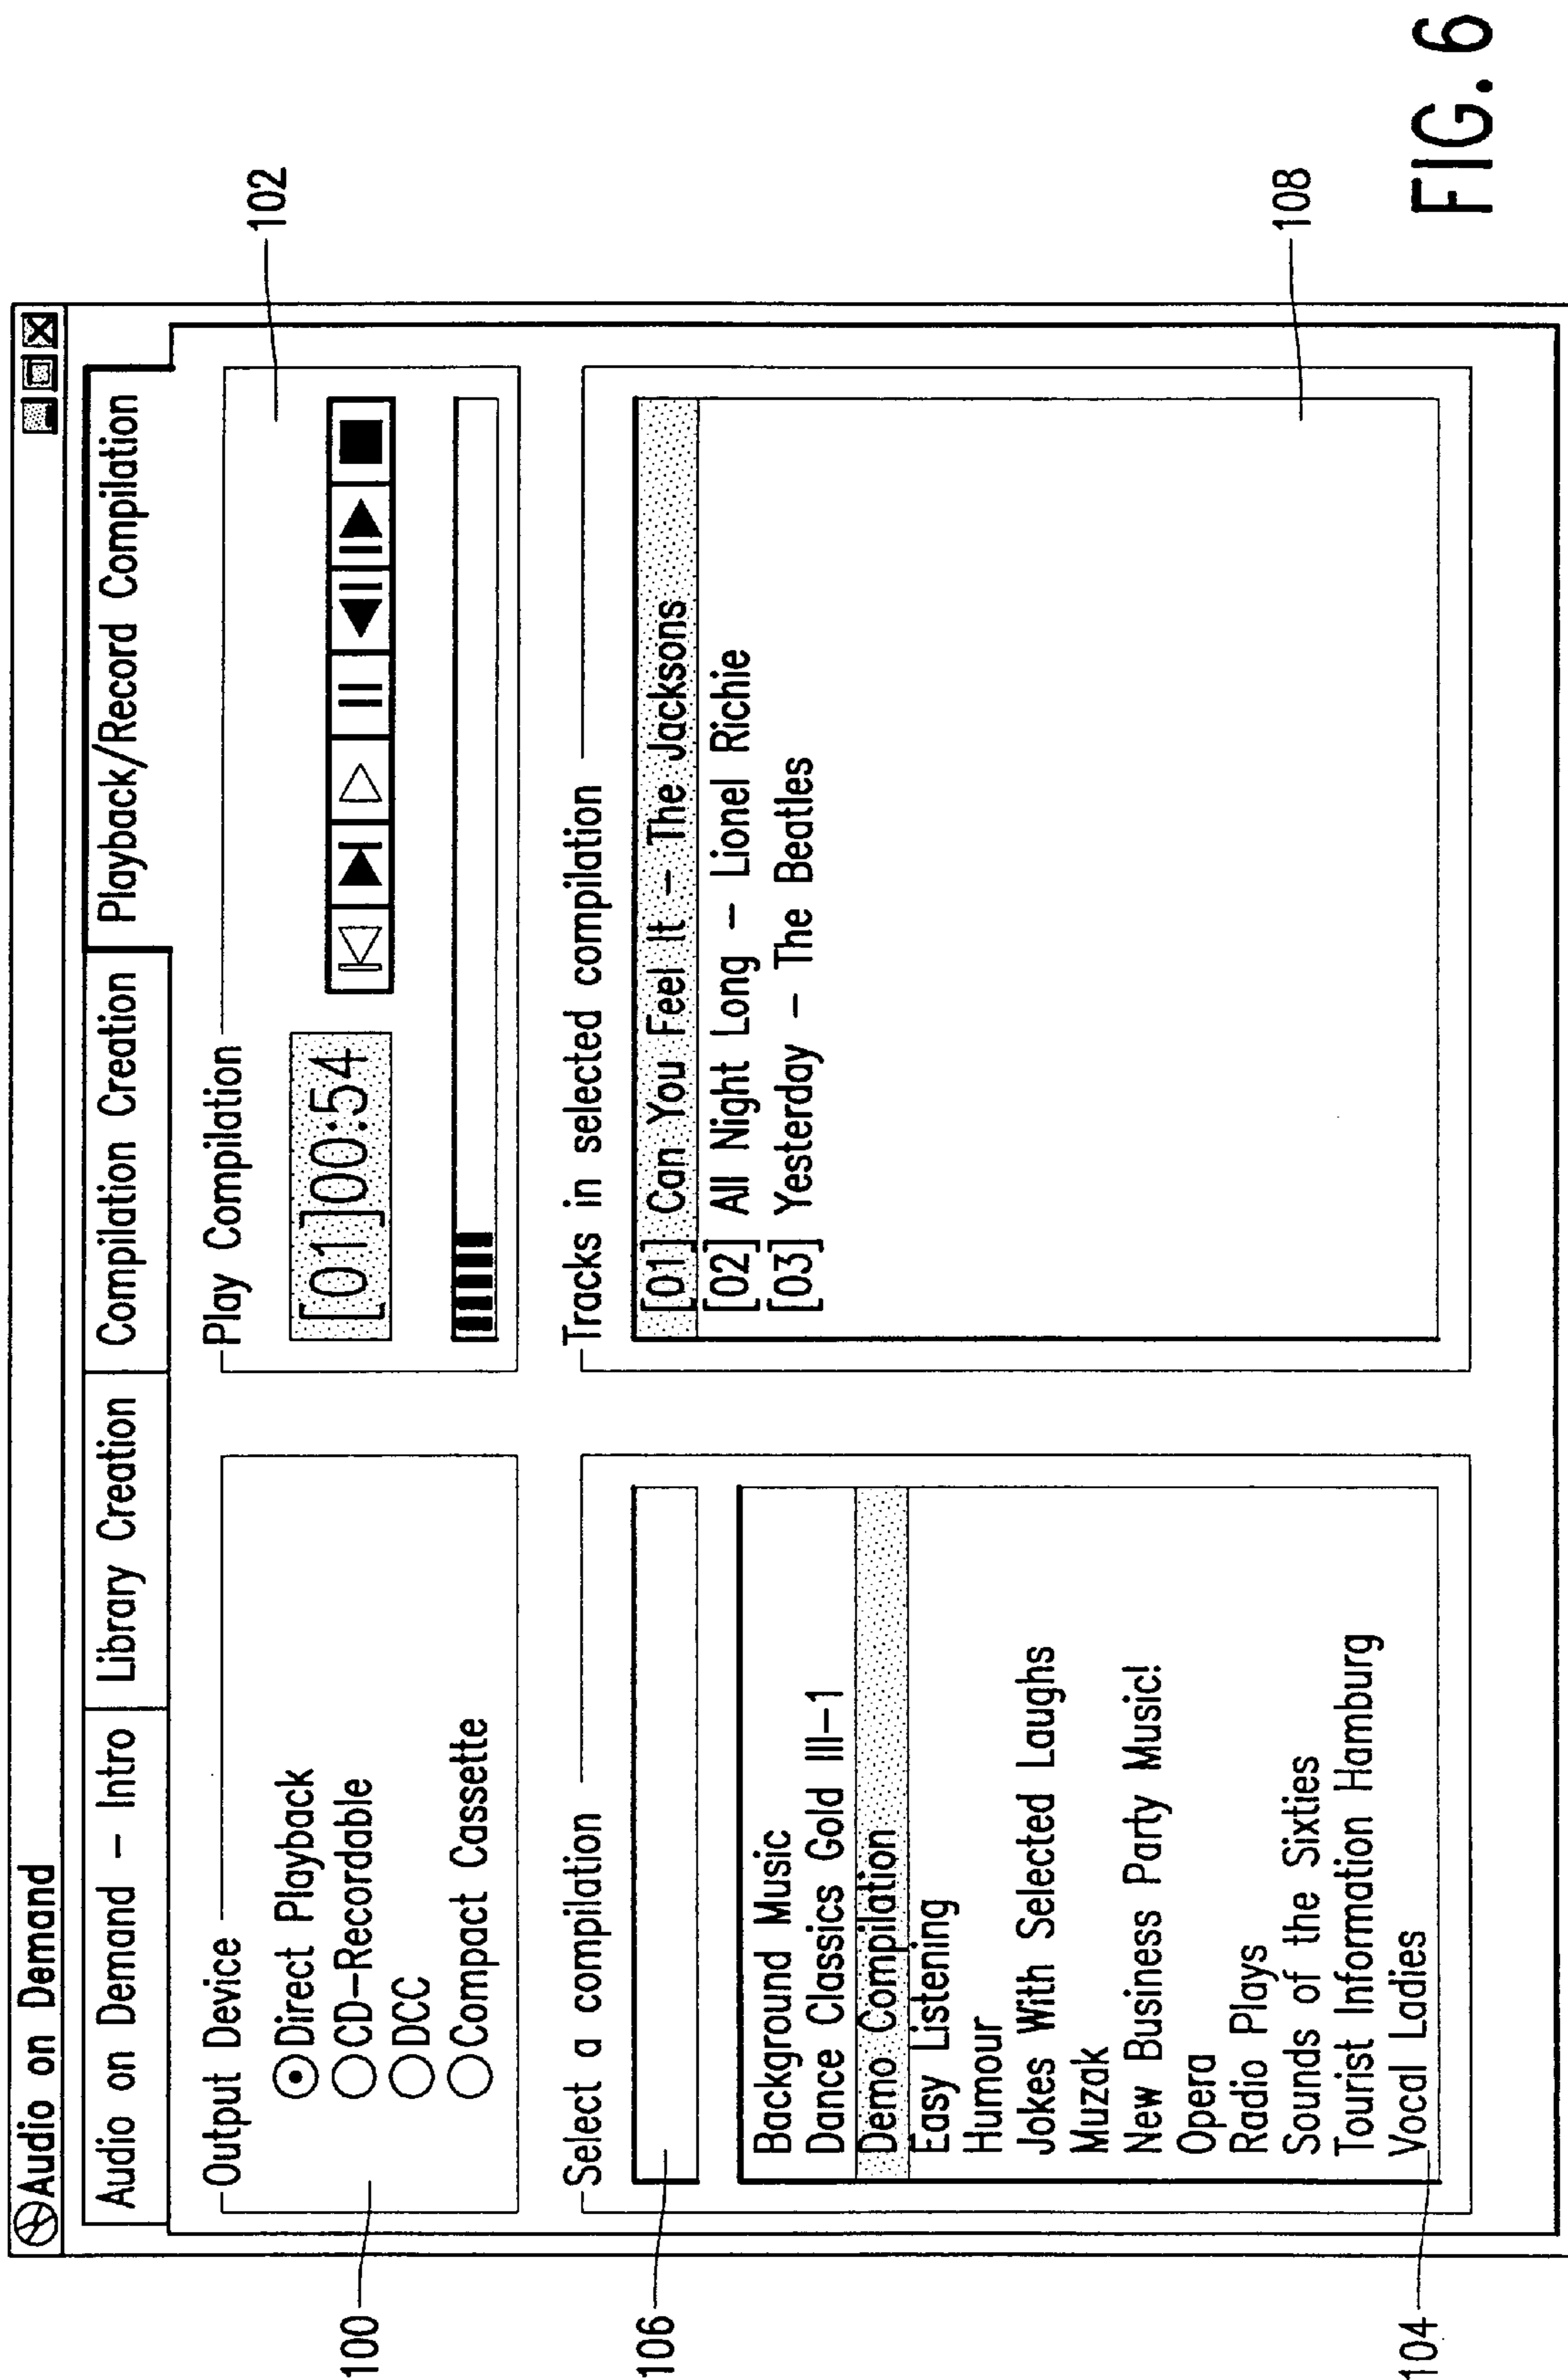 Audio on Demand
Audio on Demand – Intro
Library Creation
Compilation Creation
Playback/Record Compilation
Output Device
Direct Playback
CD–Recordable
DCC
Compact Cassette
100
Play Compilation
[01]00:54
102
Select a compilation
106
Background Music
Dance Classics Gold III–1
Demo Compilation
Easy Listening
Humour
Jokes With Selected Laughs
Muzak
New Business Party Music!
Opera
Radio Plays
Sounds of the Sixties
Tourist Information Hamburg
Vocal Ladies
104
Tracks in selected compilation
[01] Can You Feel It – The Jacksons
[02] All Night Long – Lionel Richie
[03] Yesterday – The Beatles
108
FIG. 6